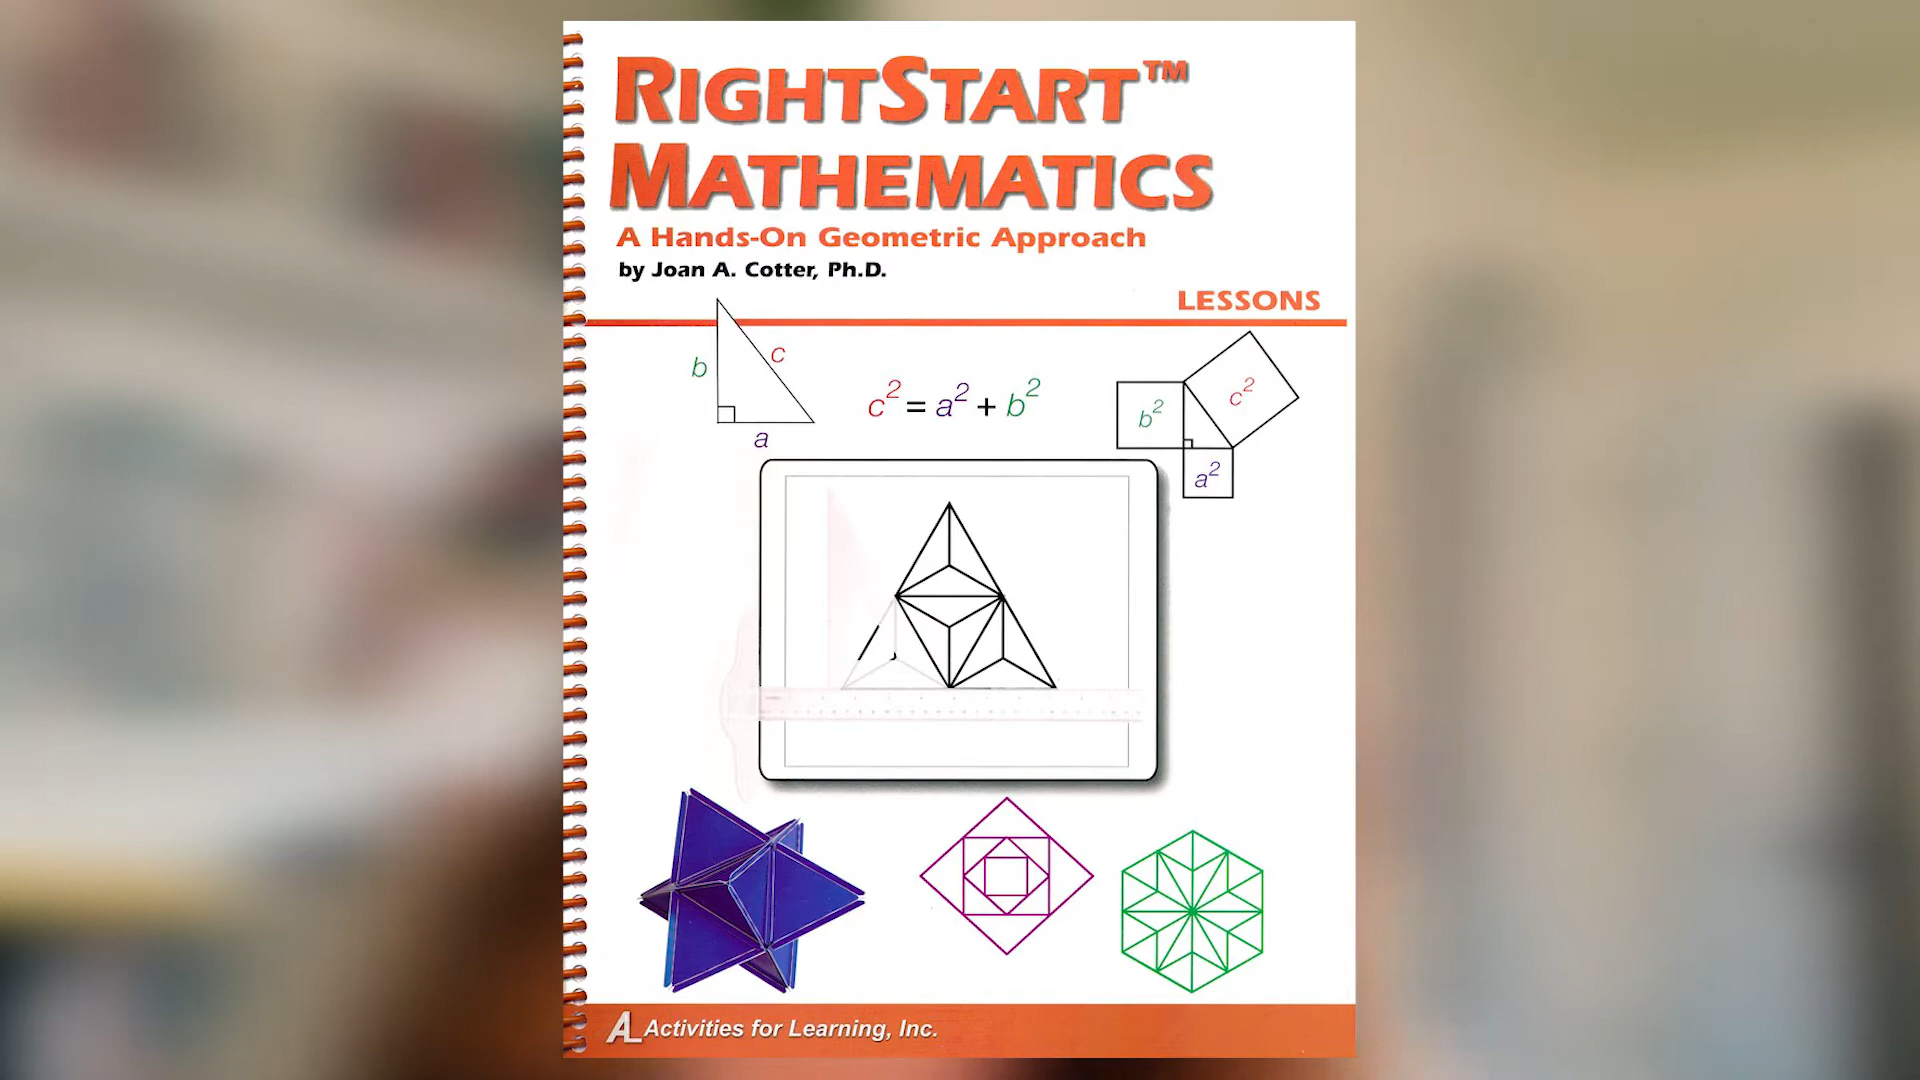 RIGHTSTART™
MATHEMATICS
A Hands-On Geometric Approach
by Joan A. Cotter, Ph.D.
LESSONS
b
c
a
c² = a² + b²
b²
c²
a²
AL Activities for Learning, Inc.